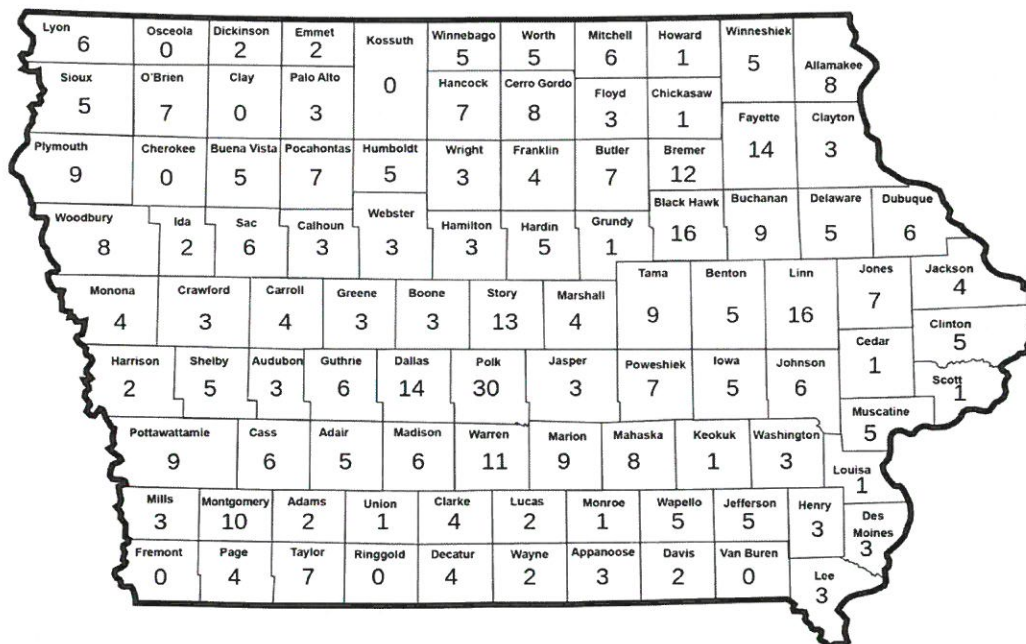 Lyon Osceola Dickinson Emmet Kossuth Winnebago Worth Mitchell Howard Winneshiek Allamakee
6 0 2 2 0 5 5 6 1 5 8
Sioux O'Brien Clay Palo Alto Hancock Cerro Gordo Floyd Chickasaw Fayette Clayton
5 7 0 3 7 8 3 1 14 3
Plymouth Cherokee Buena Vista Pocahontas Humboldt Wright Franklin Butler Bremer
9 0 5 7 5 3 4 7 12
Woodbury Ida Sac Calhoun Webster Hamilton Hardin Grundy Black Hawk Buchanan Delaware Dubuque
8 2 6 3 3 3 5 1 16 9 5 6
Monona Crawford Carroll Greene Boone Story Marshall Tama Benton Linn Jones Jackson
4 3 4 3 3 13 4 9 5 16 7 4
Clinton
5
Harrison Shelby Audubon Guthrie Dallas Polk Jasper Poweshiek Iowa Johnson Cedar Scott
2 5 3 6 14 30 3 7 5 6 1 1
Muscatine
5
Pottawattamie Cass Adair Madison Warren Marion Mahaska Keokuk Washington Louisa
9 6 5 6 11 9 8 1 3 1
Mills Montgomery Adams Union Clarke Lucas Monroe Wapello Jefferson Henry Des
Moines
3 10 2 1 4 2 1 5 5 3 3
Fremont Page Taylor Ringgold Decatur Wayne Appanoose Davis Van Buren Lee
0 4 7 0 4 2 3 2 0 3